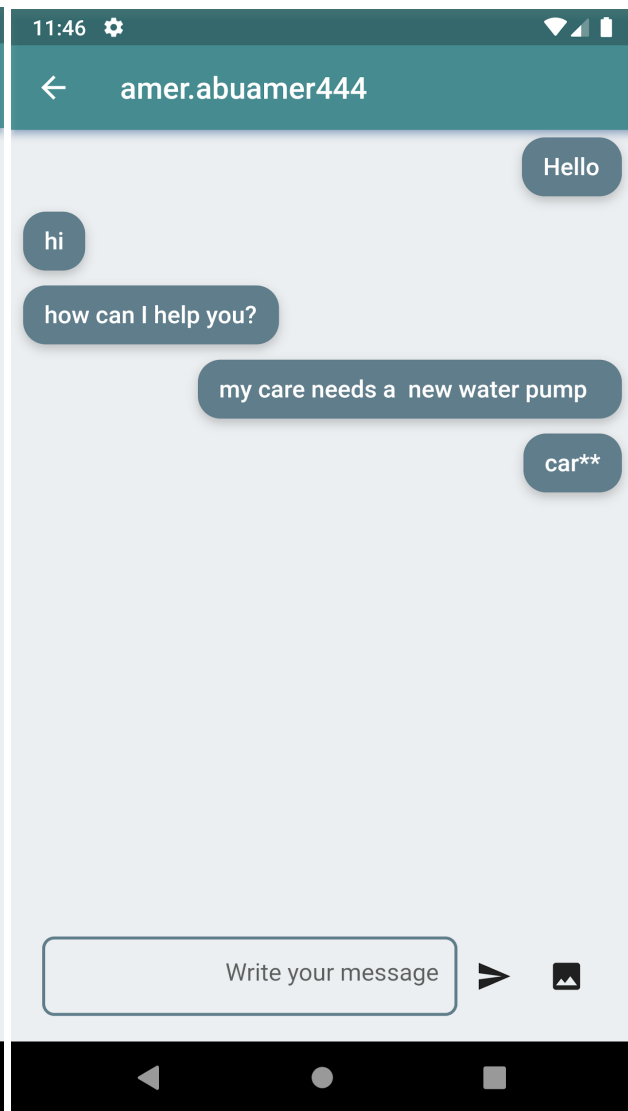 11:46
amer.abuamer444
Hello
hi
how can I help you?
my care needs a  new water pump
car**
Write your message